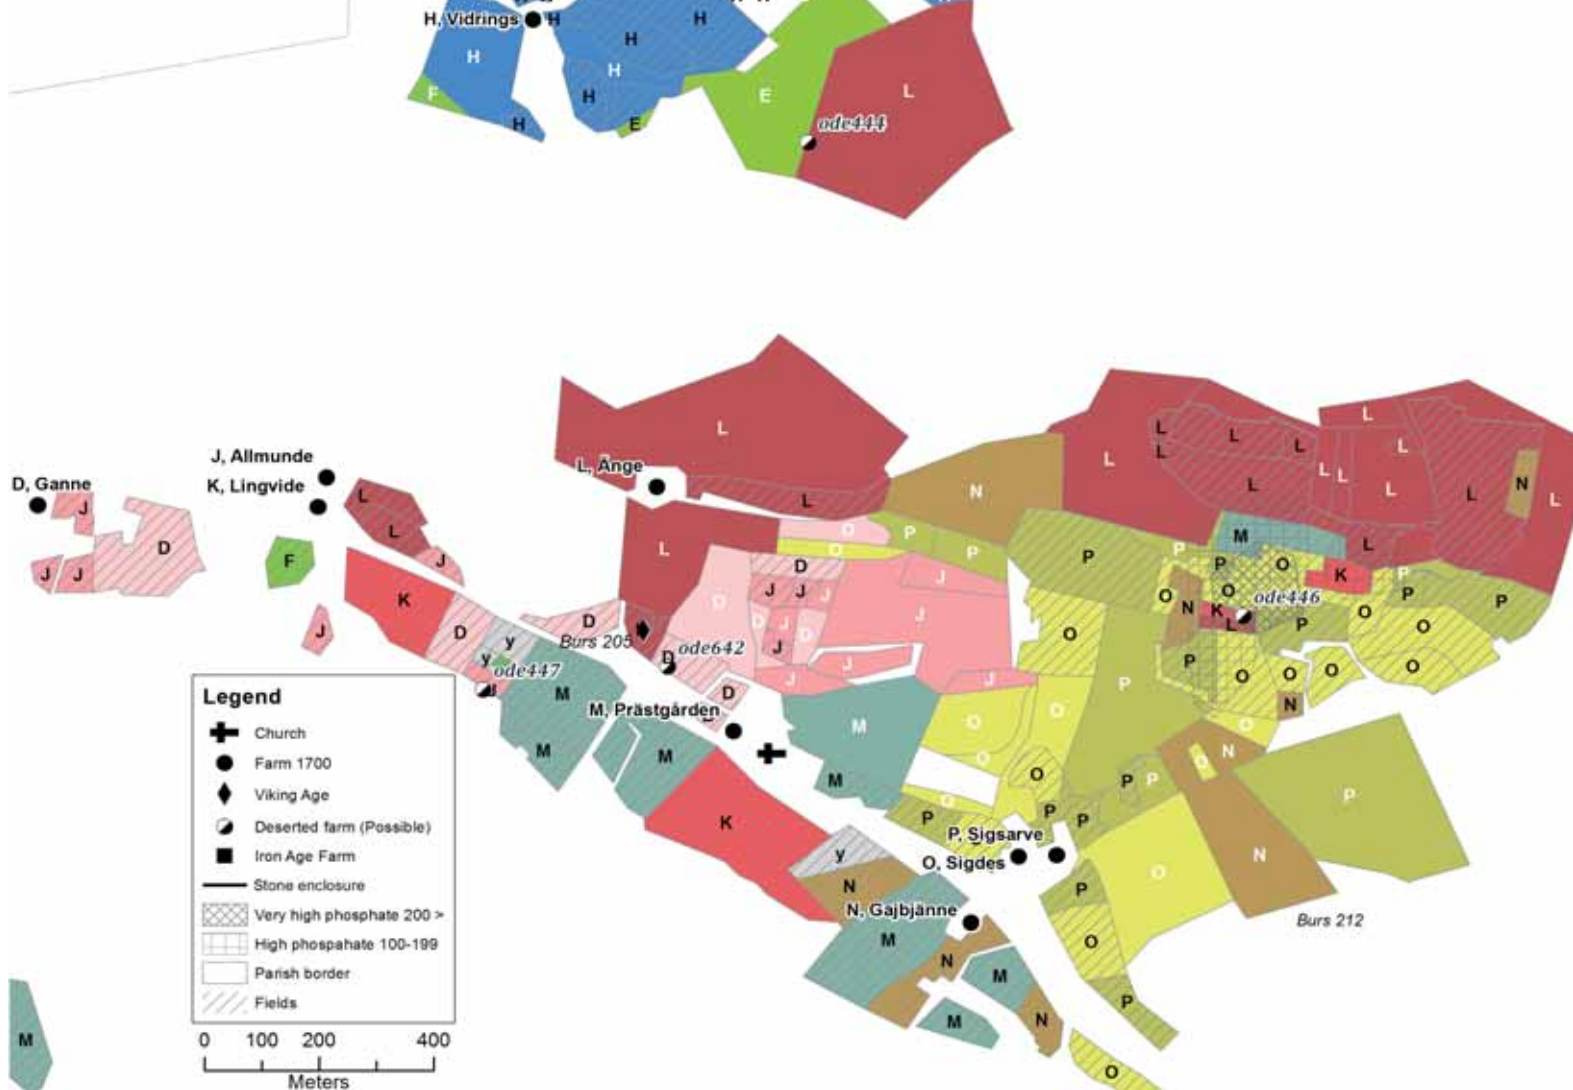 H, Vidrings H H
H
H
H
H
H
F
H
E
E
L
ode444
L
L, Änge
L
L
N
L
L
L
L
L
L
L
L
L
L
L
L
L
N
L
J, Allmunde
K, Lingvide
D, Ganne
J
D
J
J
F
L
L
J
K
J
D
y
y
D
Burs 205
ode447
M
M
L
D
P
P
O
D
J
J
J
J
D
D
J
D
J
J
J
J
J
J
D
ode642
D
M, Prästgården
M
K
M
M
P
P
M
L
P
O
K
P
P
P
O
N
O
K
L
ode446
P
O
O
O
O
P
O
O
O
N
O
P
O
O
O
O
N
O
P
P
P
P
P
P
O
P, Sigsarve
O, Sigdes
y
N
N, Gajbjänne
M
N
M
M
N
P
O
P
O
N
Burs 212
O
M
Legend
Church
Farm 1700
Viking Age
Deserted farm (Possible)
Iron Age Farm
Stone enclosure
Very high phosphate 200 >
High phospahate 100-199
Parish border
Fields
0 100 200 400
Meters